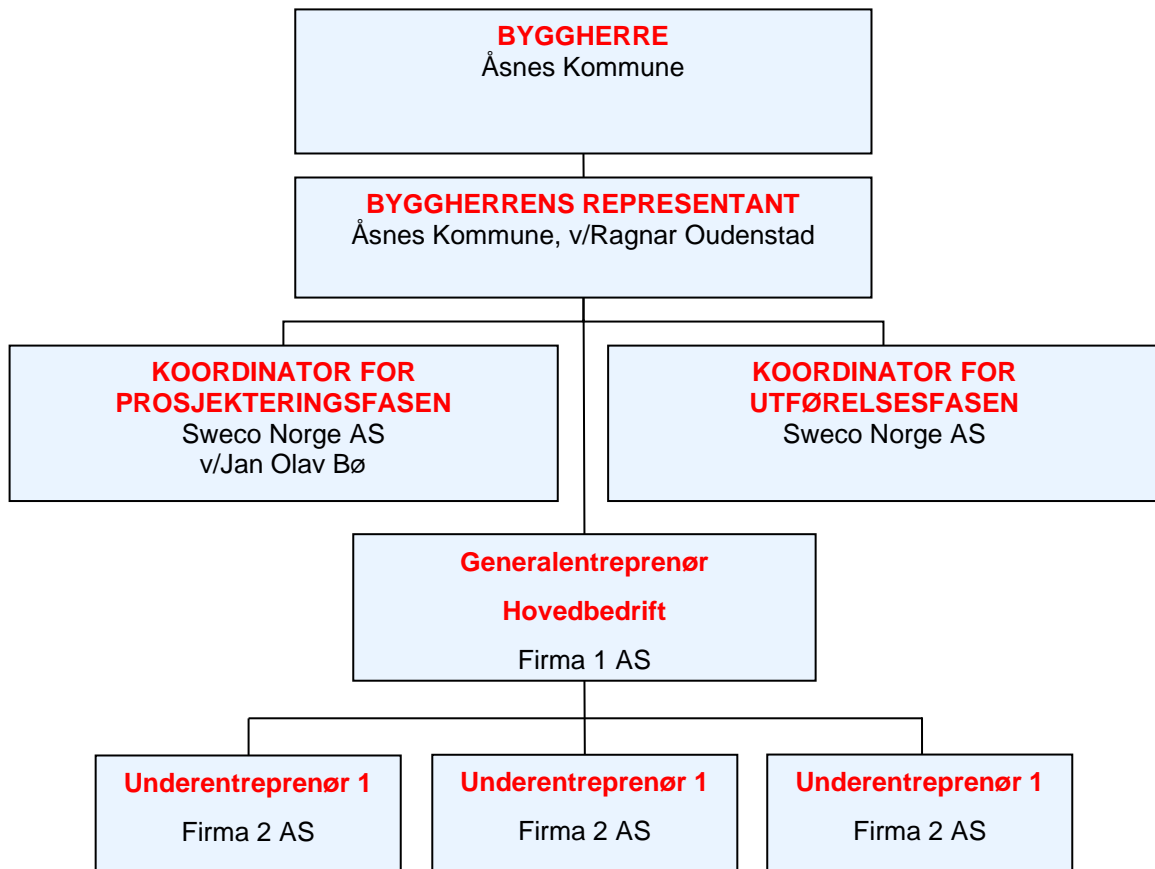 BYGGHERRE
Åsnes Kommune
BYGGHERRENS REPRESENTANT
Åsnes Kommune, v/Ragnar Oudenstad
KOORDINATOR FOR
PROSJEKTERINGSFASEN
Sweco Norge AS
v/Jan Olav Bø
KOORDINATOR FOR
UTFØRELSESFASEN
Sweco Norge AS
Generalentreprenør
Hovedbedrift
Firma 1 AS
Underentreprenør 1
Firma 2 AS
Underentreprenør 1
Firma 2 AS
Underentreprenør 1
Firma 2 AS